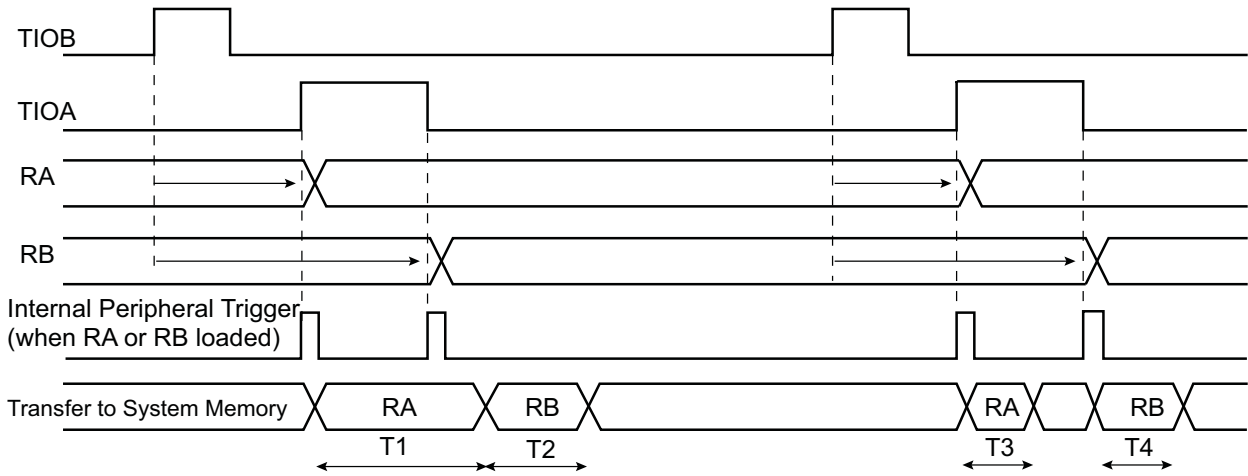 TIOB
TIOA
RA
RB
Internal Peripheral Trigger
(when RA or RB loaded)
Transfer to System Memory
RA
RB
RA
RB
T1
T2
T3
T4